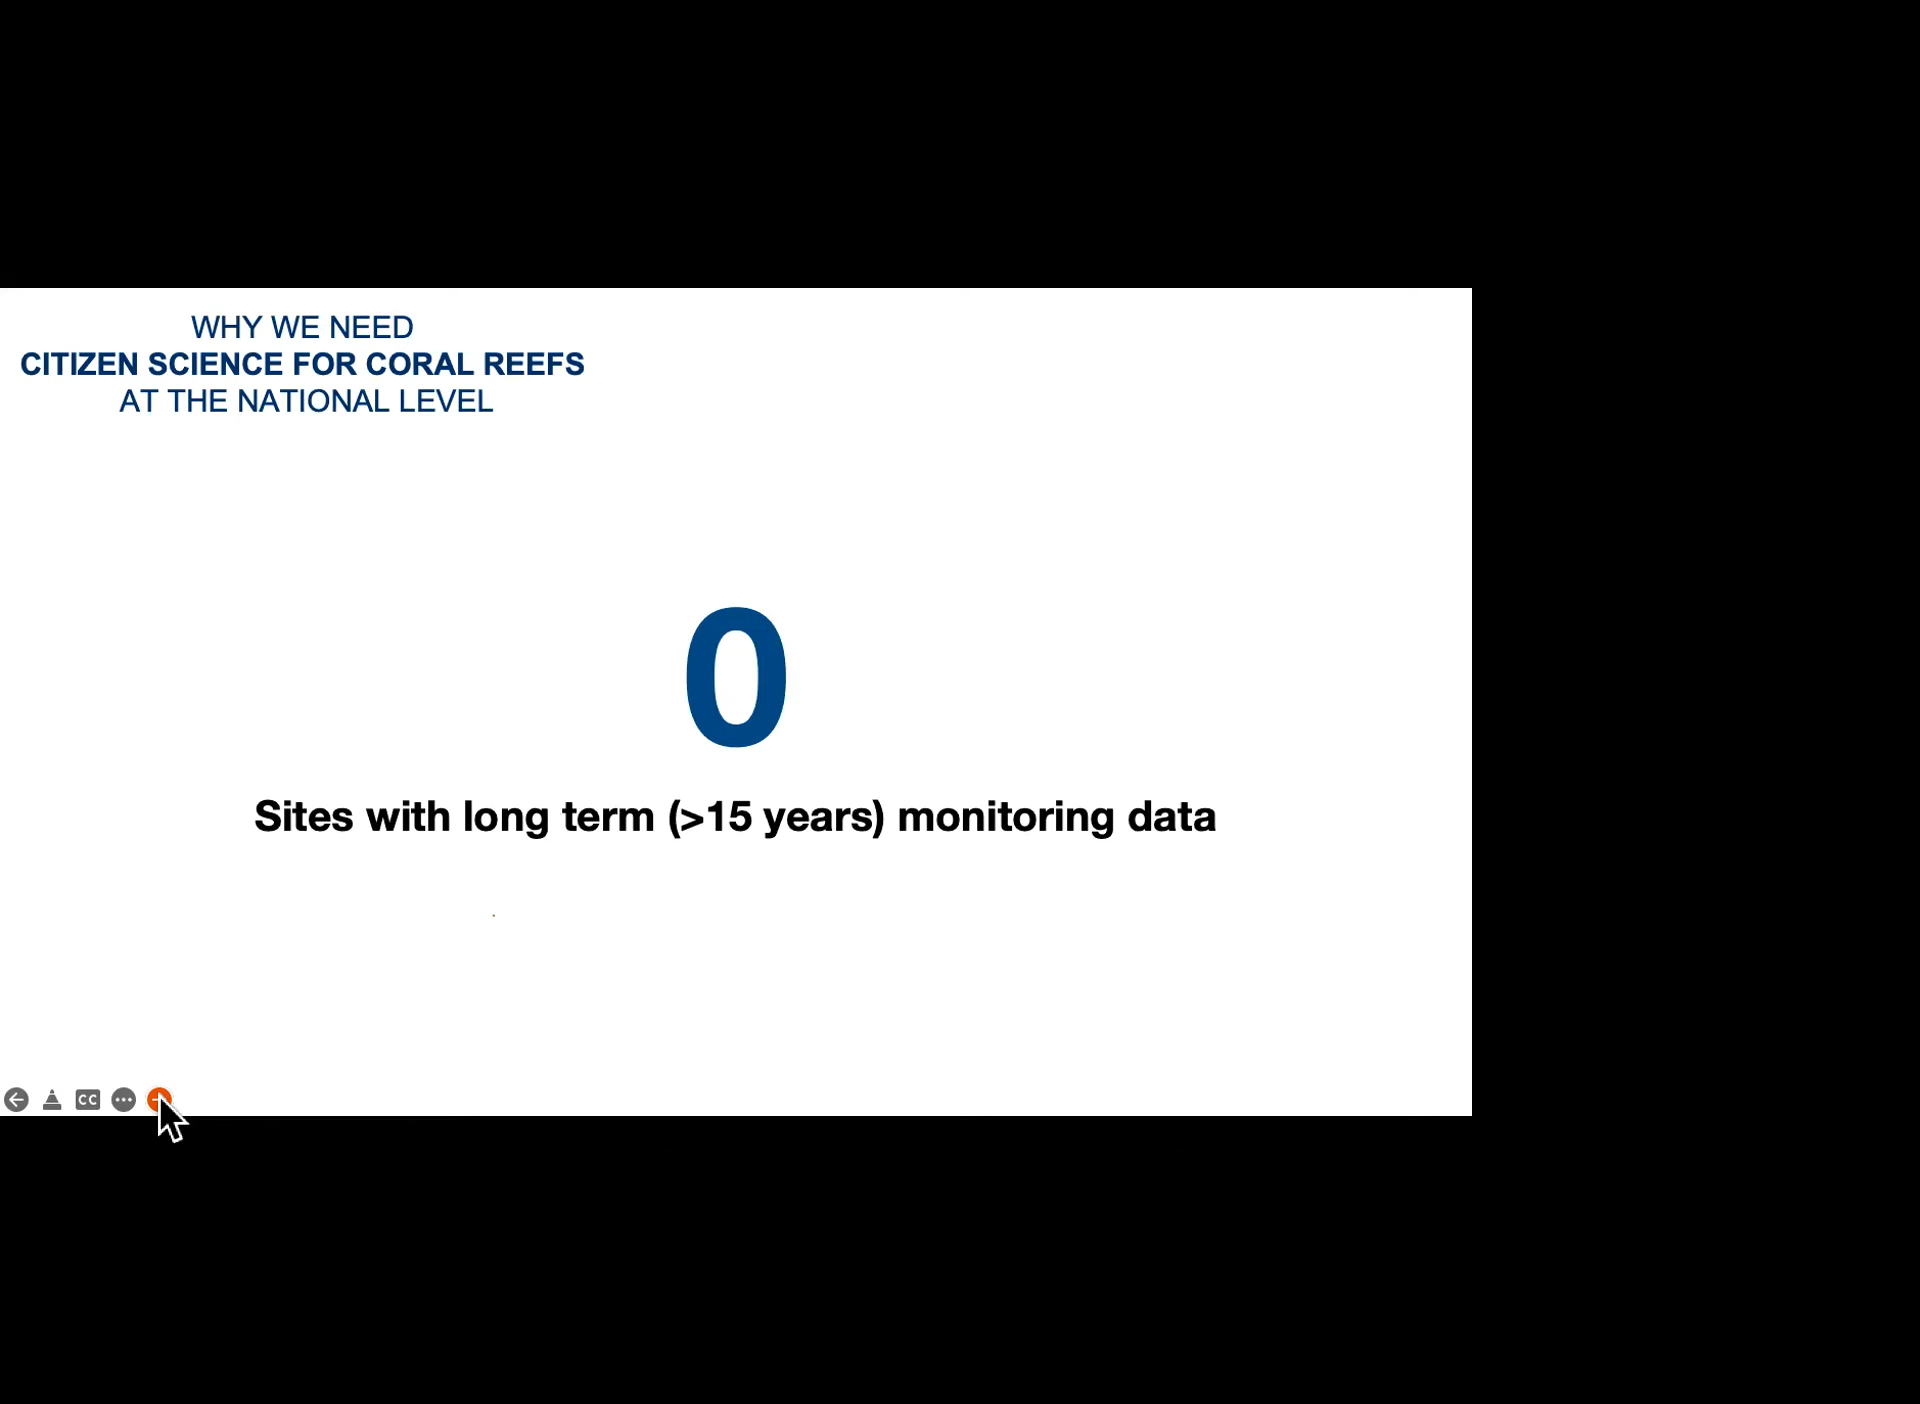 WHY WE NEED
CITIZEN SCIENCE FOR CORAL REEFS
AT THE NATIONAL LEVEL
0
Sites with long term (>15 years) monitoring data
CC